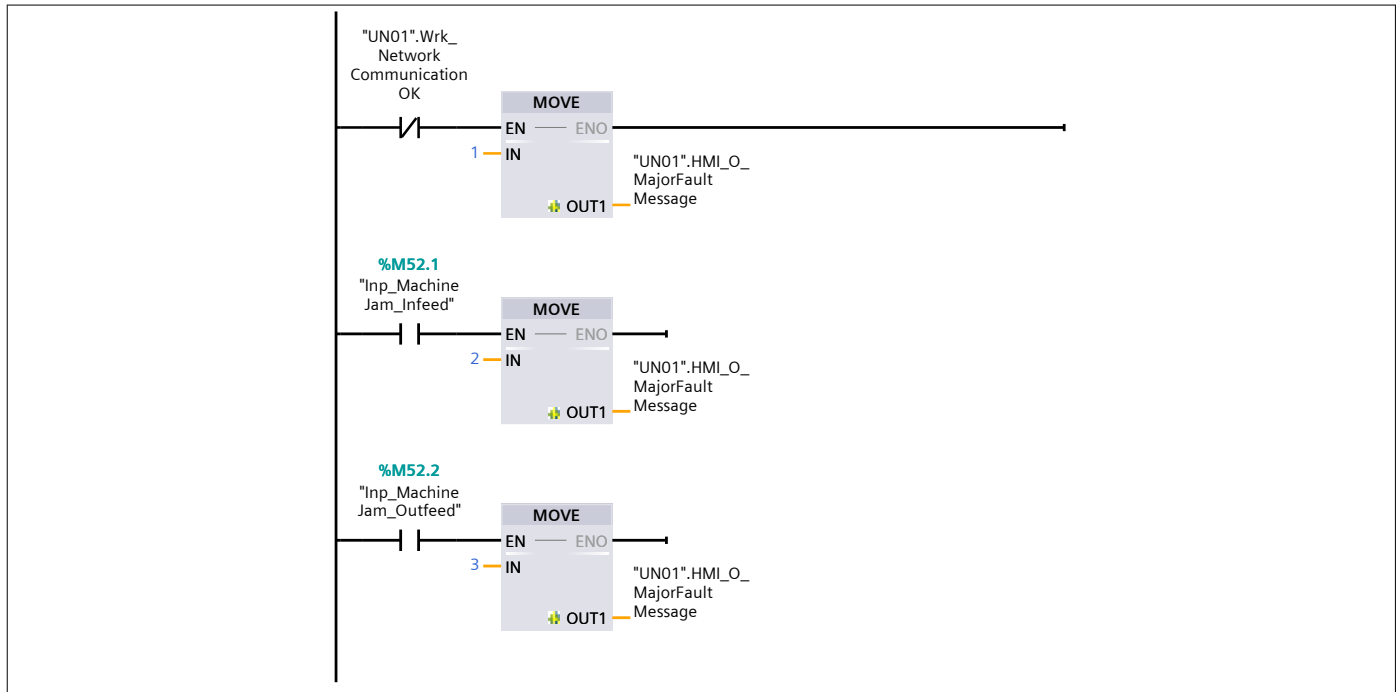 "UN01".Wrk_
Network
Communication
OK
MOVE
EN
ENO
1
IN
"UN01".HMI_O_
MajorFault
Message
OUT1
%M52.1
"Inp_Machine
Jam_Infeed"
MOVE
EN
ENO
2
IN
"UN01".HMI_O_
MajorFault
Message
OUT1
%M52.2
"Inp_Machine
Jam_Outfeed"
MOVE
EN
ENO
3
IN
"UN01".HMI_O_
MajorFault
Message
OUT1